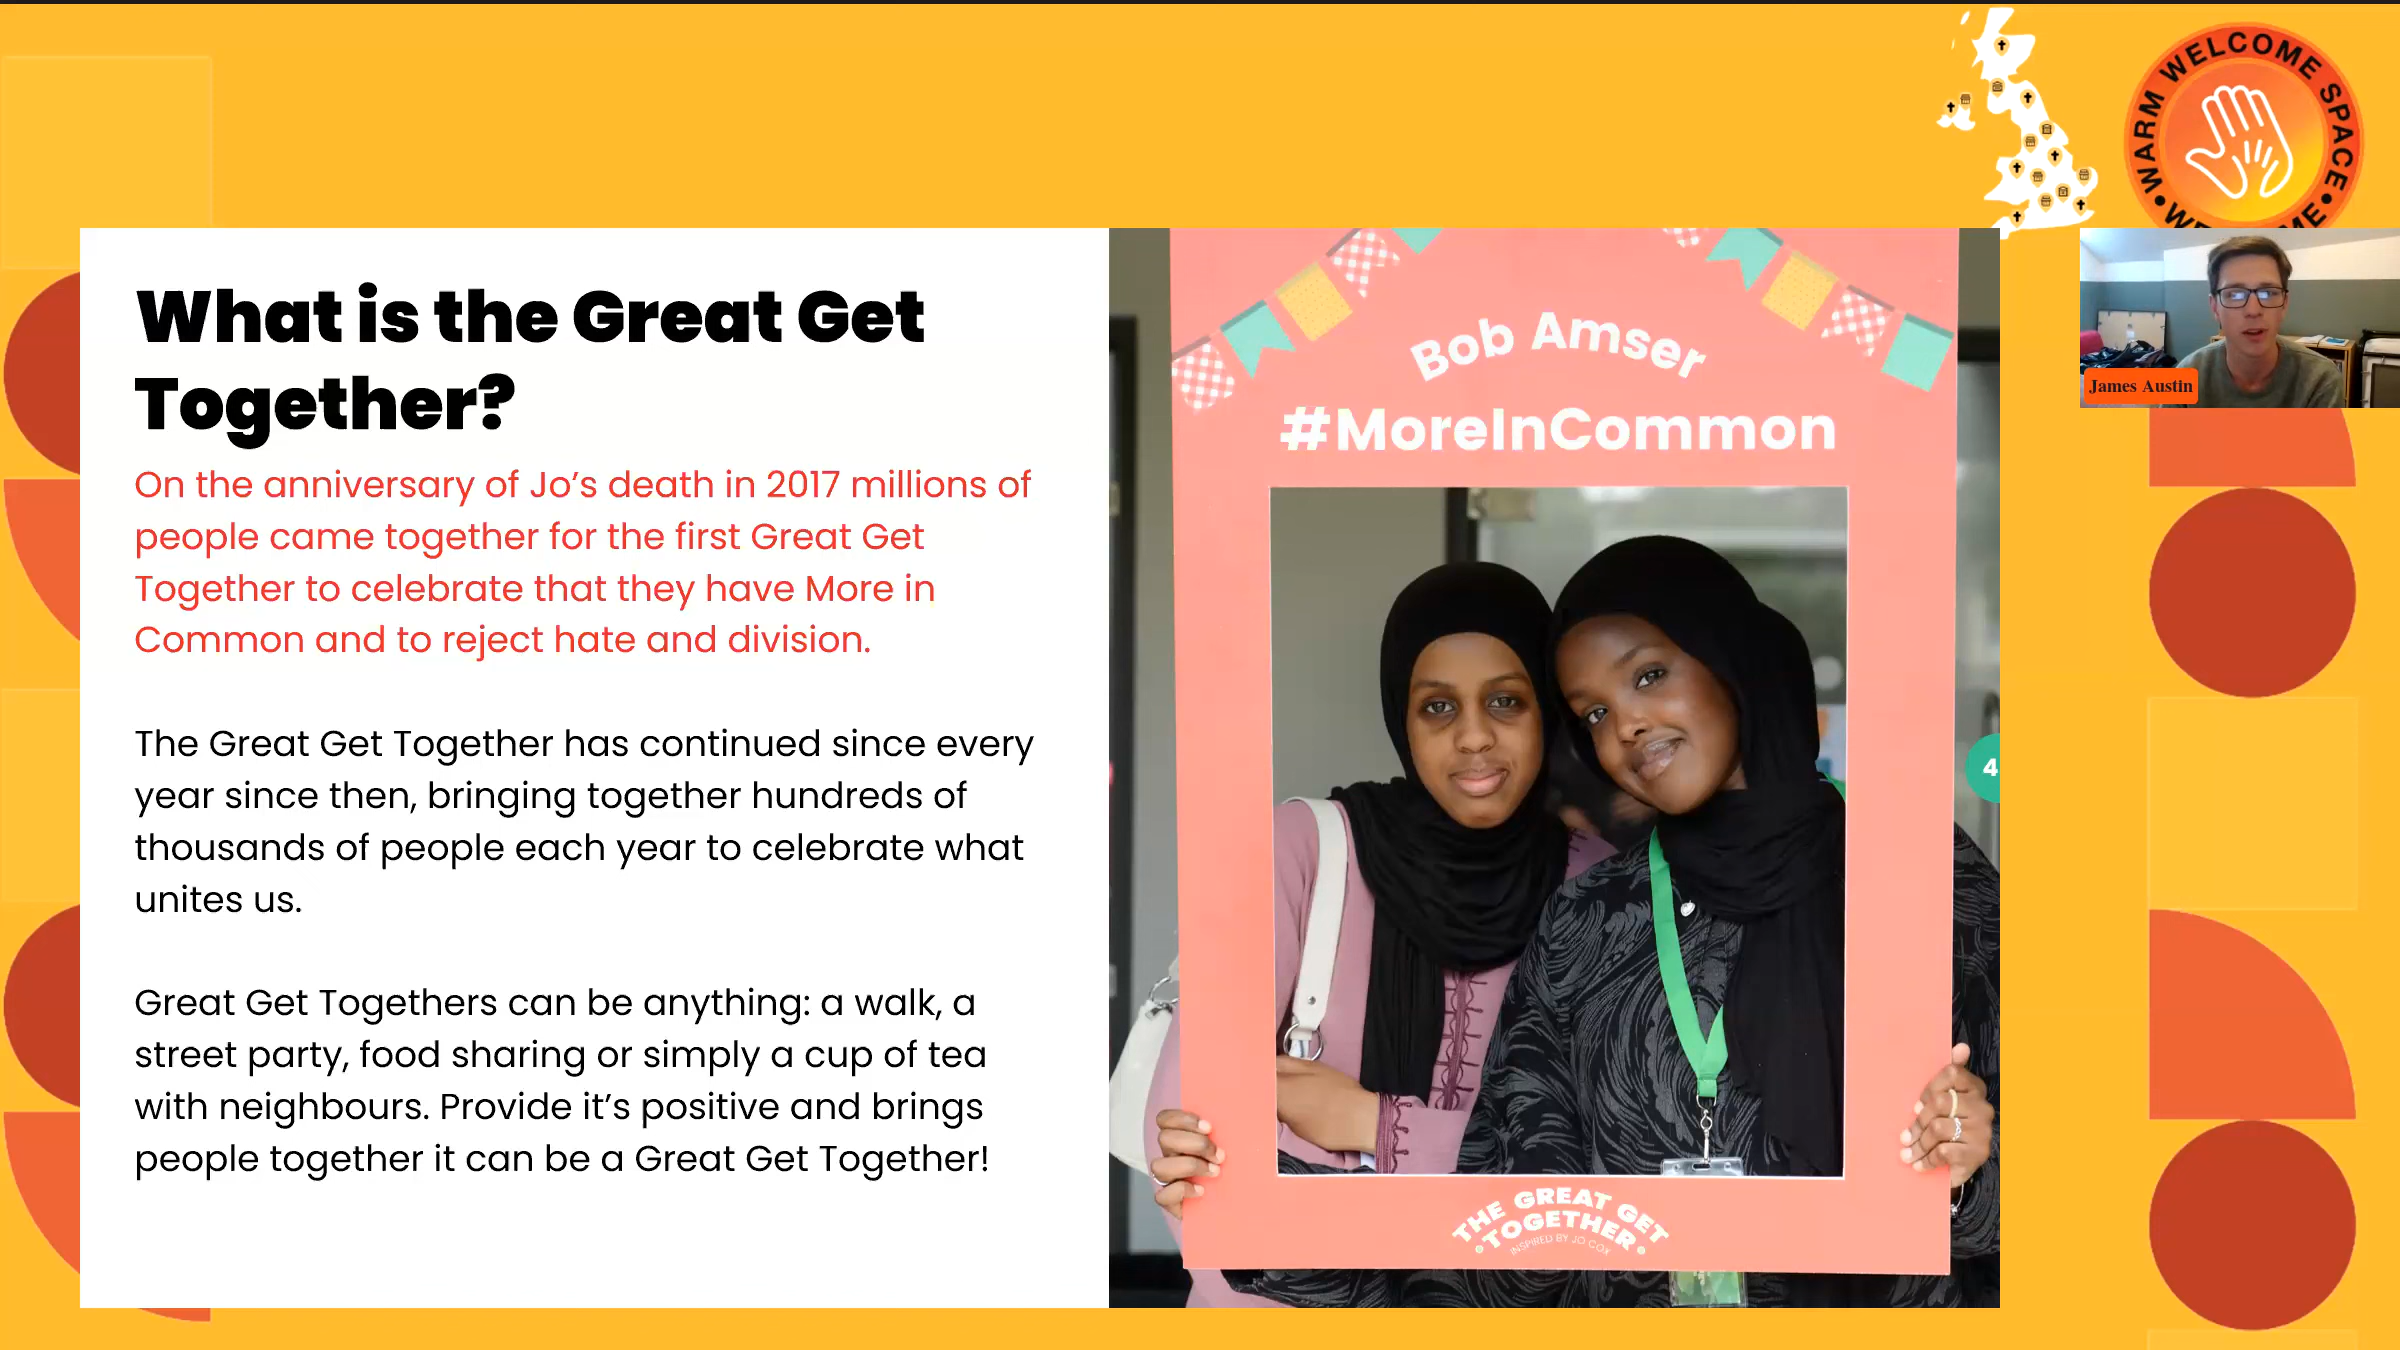 WARM WELCOME SPACE
What is the Great Get
Together?
On the anniversary of Jo’s death in 2017 millions of
people came together for the first Great Get
Together to celebrate that they have More in
Common and to reject hate and division.
The Great Get Together has continued since every
year since then, bringing together hundreds of
thousands of people each year to celebrate what
unites us.
Great Get Togethers can be anything: a walk, a
street party, food sharing or simply a cup of tea
with neighbours. Provide it’s positive and brings
people together it can be a Great Get Together!
Bob Amser
#MoreInCommon
THE GREAT GET
•TOGETHER•
INSPIRED BY JO COX
4
James Austin